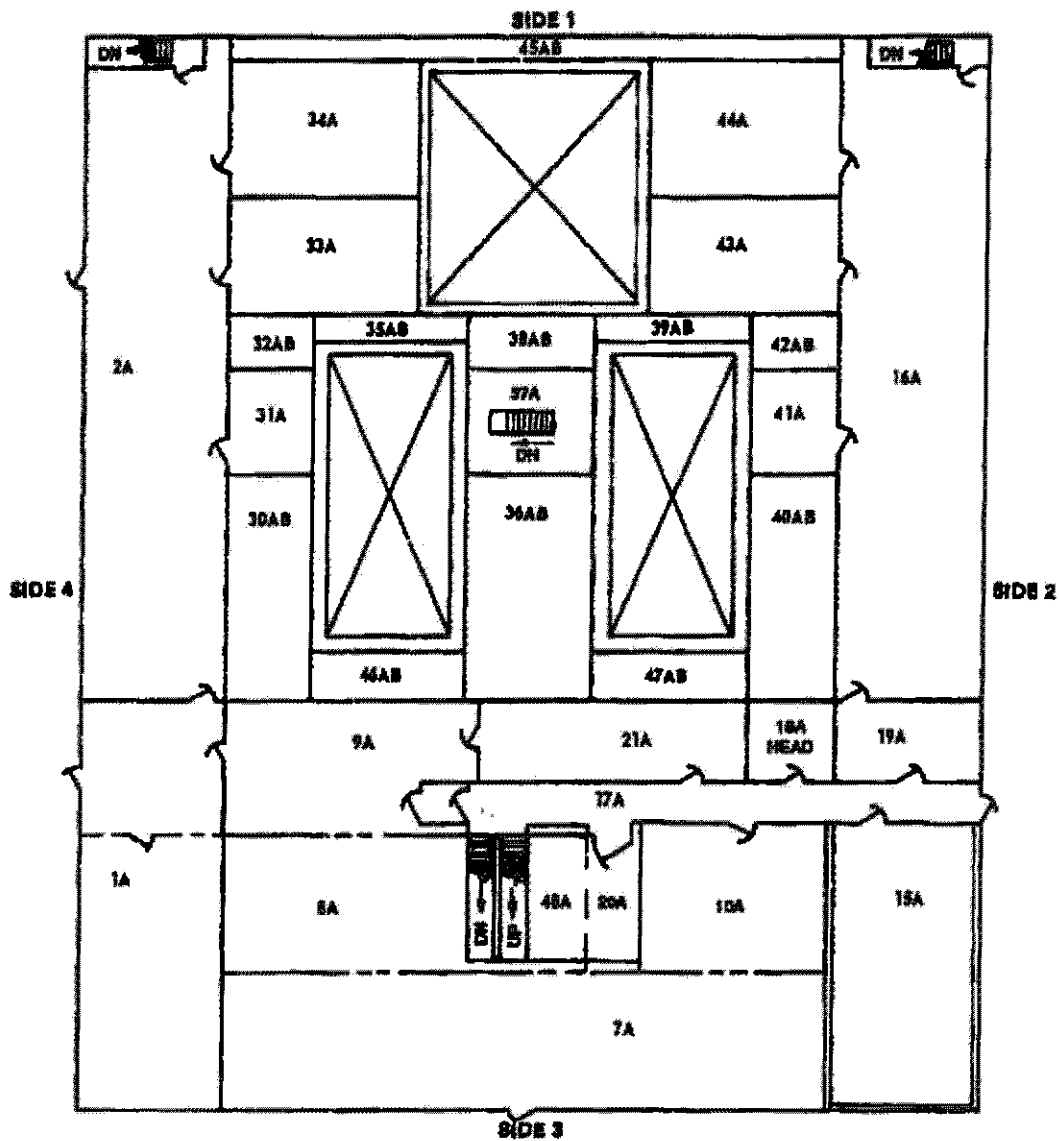 SIDE 1
DN
45AB
DN
34A
44A
33A
43A
32AB
35AB
38AB
39AB
42AB
2A
16A
31A
37A
41A
DN
30AB
36AB
40AB
SIDE 4
SIDE 2
46AB
47AB
9A
21A
18A
HEAD
19A
17A
1A
8A
DN
UP
48A
20A
10A
15A
7A
SIDE 3